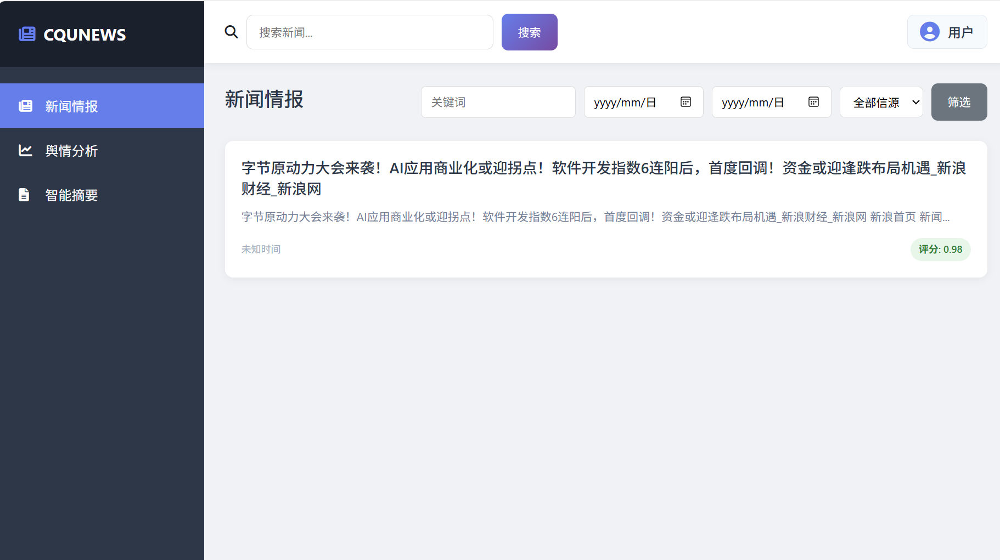 CQUNEWS
搜索新闻...
搜索
用户
新闻情报
舆情分析
智能摘要
新闻情报
关键词
yyyy/mm/日
yyyy/mm/日
全部信源
筛选
字节原动力大会来袭！AI应用商业化或迎拐点！软件开发指数6连阳后，首度回调！资金或迎逢跌布局机遇_新浪
财经_新浪网
字节原动力大会来袭！AI应用商业化或迎拐点！软件开发指数6连阳后，首度回调！资金或迎逢跌布局机遇_新浪财经_新浪网 新浪首页 新闻...
未知时间
评分: 0.98